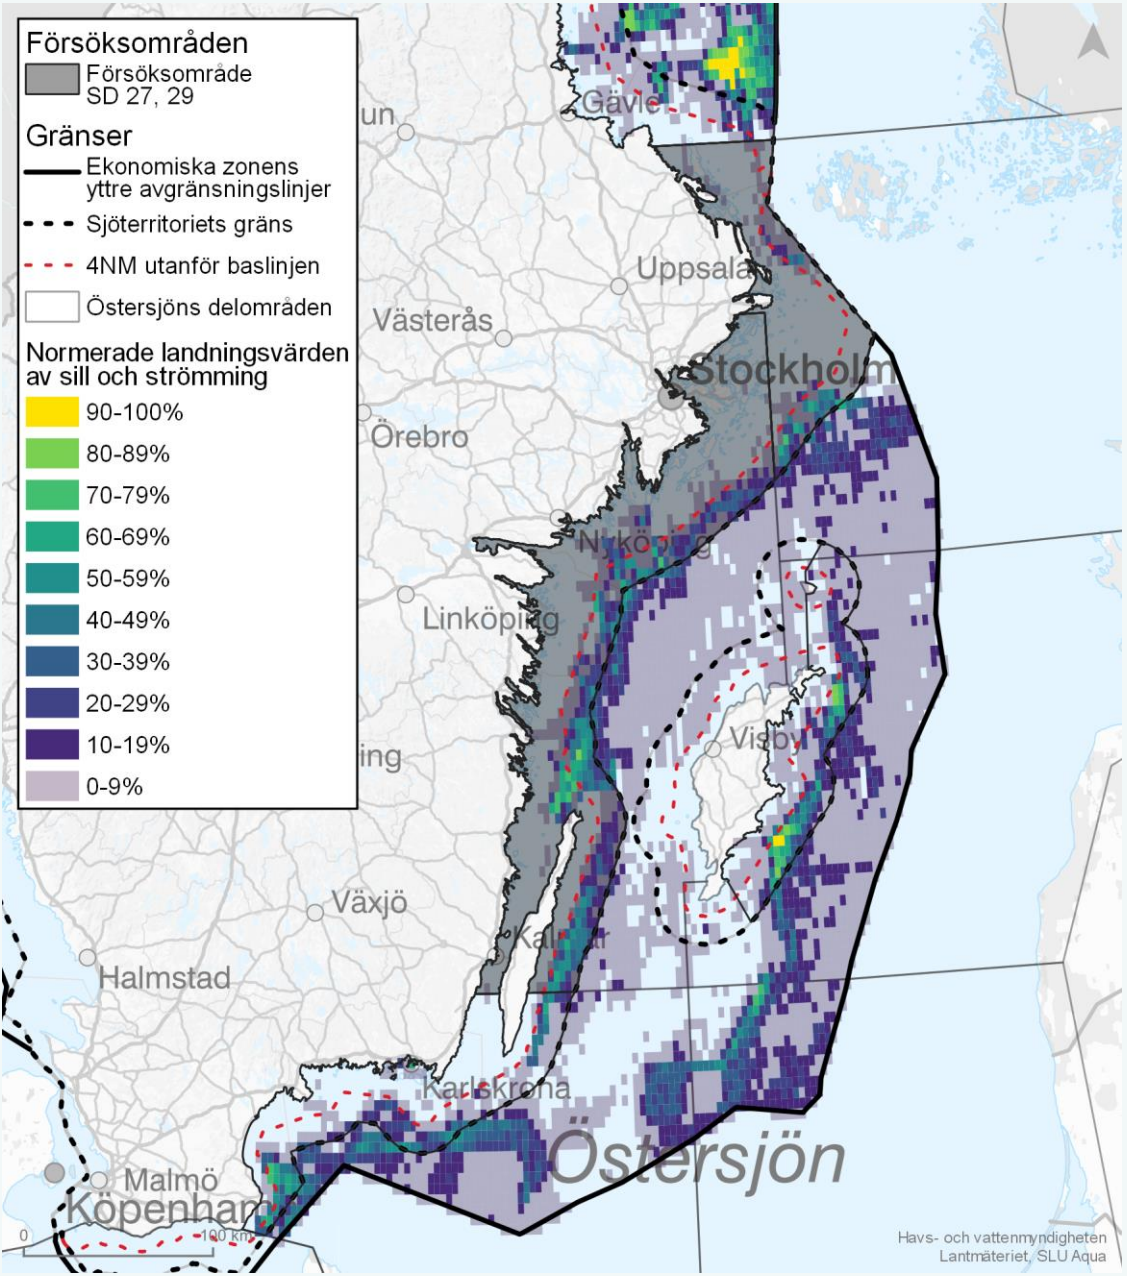 Försöksområden
Försöksområde
SD 27, 29
Gränser
Ekonomiska zonens
yttre avgränsningslinjer
Sjöterritoriets gräns
4NM utanför baslinjen
Östersjöns delområden
Normerade landningsvärden
av sill och strömming
90-100%
80-89%
70-79%
60-69%
50-59%
40-49%
30-39%
20-29%
10-19%
0-9%
un
Gävle
Uppsala
Västerås
Stockholm
Örebro
Nyköping
Linköping
ing
Visby
Växjö
Kalmar
Halmstad
Karlskrona
Östersjön
Malmö
Köpenham
0
100 km
Havs- och vattenmyndigheten
Lantmäteriet, SLU Aqua